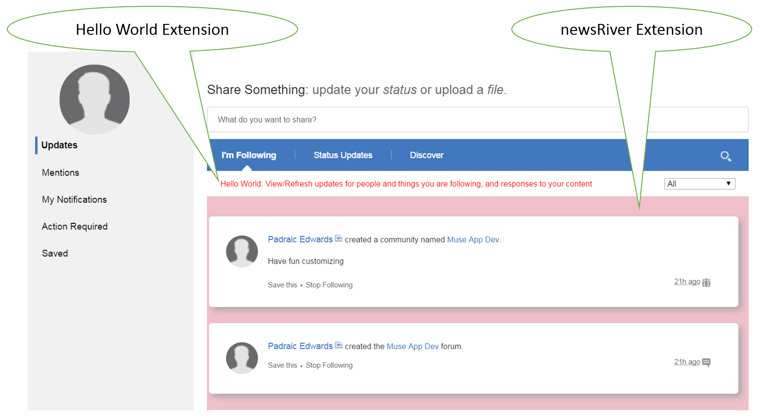 Hello World Extension
newsRiver Extension
Share Something: update your status or upload a file.
What do you want to share?
Updates
Mentions
My Notifications
Action Required
Saved
I'm Following
Status Updates
Discover
Hello World: View/Refresh updates for people and things you are following, and responses to your content
All
Padraic Edwards created a community named Muse App Dev.
Have fun customizing
Save this • Stop Following
21h ago
Padraic Edwards created the Muse App Dev forum.
Save this • Stop Following
21h ago